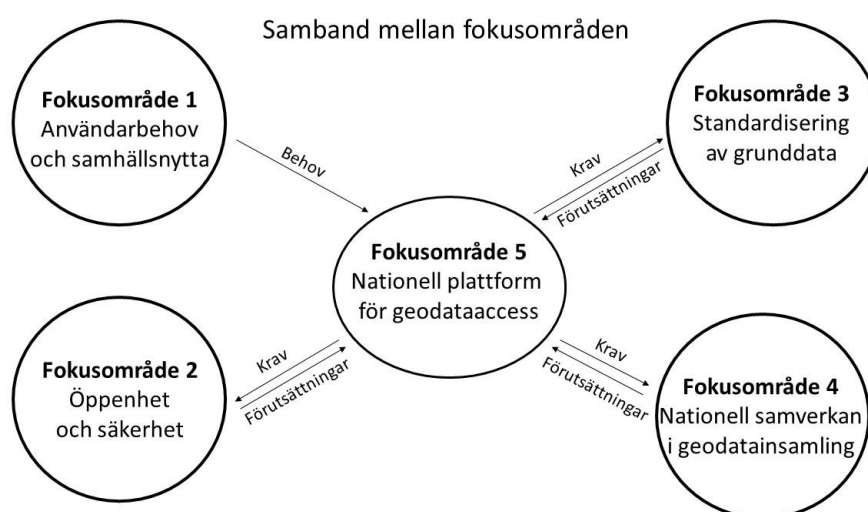 Samband mellan fokusområden
Fokusområde 1
Användarbehov
och samhällsnytta
Behov
Fokusområde 3
Standardisering
av grunddata
Krav
Förutsättningar
Fokusområde 5
Nationell plattform
för geodataaccess
Fokusområde 2
Öppenhet
och säkerhet
Krav
Förutsättningar
Krav
Förutsättningar
Fokusområde 4
Nationell samverkan
i geodatainsamling